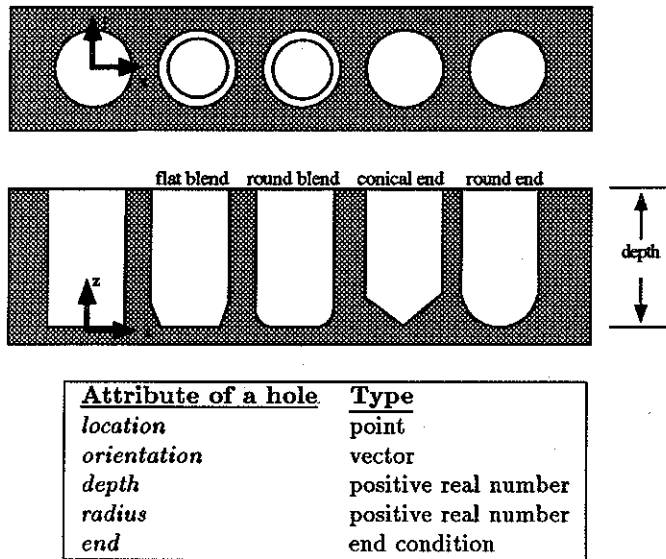 flat blend round blend conical end round end
z
depth
Attribute of a hole Type
location point
orientation vector
depth positive real number
radius positive real number
end end condition